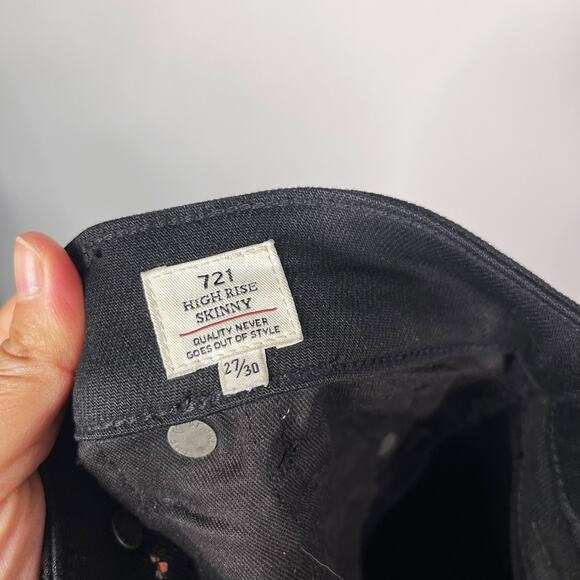 721
HIGH RISE
SKINNY
QUALITY NEVER
GOES OUT OF STYLE
27/30